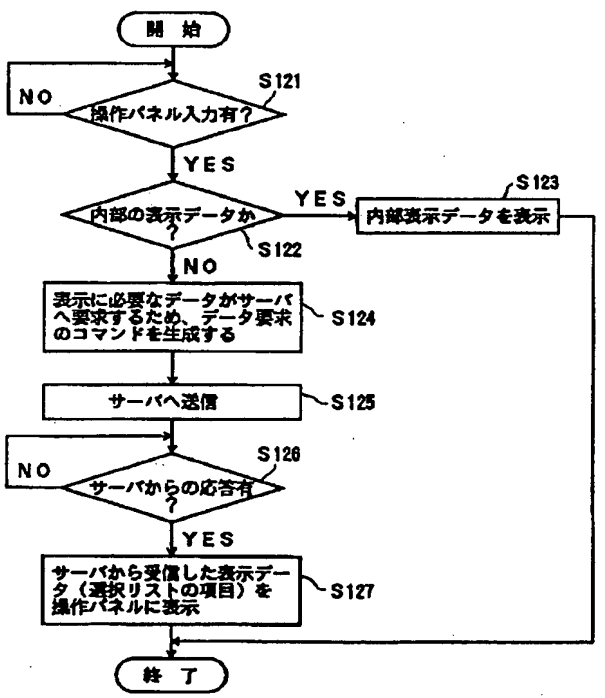 開 始
S121
NO
操作パネル入力有?
YES
S123
YES
内部の表示データか
?
内部表示データを表示
S122
NO
表示に必要なデータがサーバ
へ要求するため、データ要求
のコマンドを生成する
S124
サーバへ送信
S125
S126
NO
サーバからの応答有
?
YES
サーバから受信した表示デー
タ(選択リストの項目)を
操作パネルに表示
S127
終 了